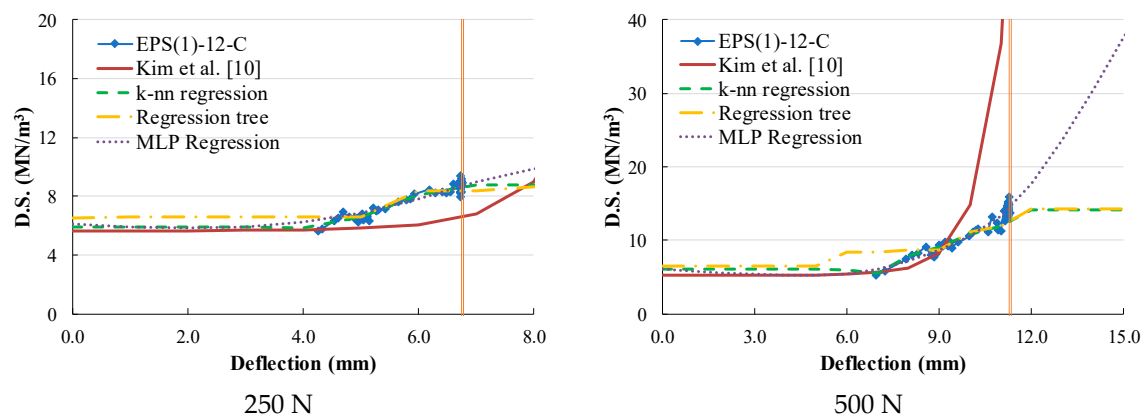 20
16
12
9
6
3
0
D.S. (MN/m³)
EPS(1)-12-C
Kim et al. [10]
k-nn regression
Regression tree
MLP Regression
0.0 2.0 4.0 6.0 8.0
Deflection (mm)
250 N
40
30
20
10
0
D.S. (MN/m³)
EPS(1)-12-C
Kim et al. [10]
k-nn regression
Regression tree
MLP Regression
0.0 3.0 6.0 9.0 12.0 15.0
Deflection (mm)
500 N